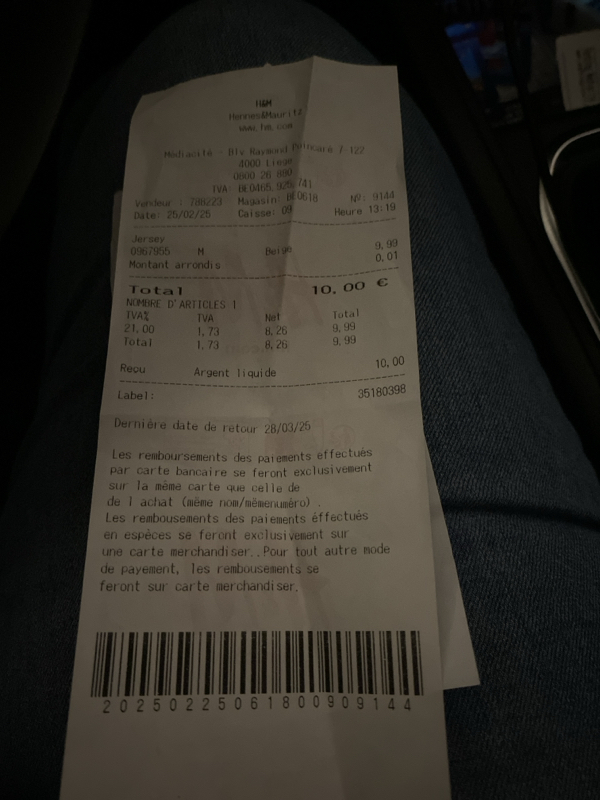 H&M
Hennes&Mauritz
www.hm.com
Médiacité - Blv Raymond Poincaré 7-122
4000 Liege
0800 26 880
TVA: BE0465.925.741
Vendeur : 786223 Magasin: BE0618 Nº: 9144
Date: 25/02/25 Caisse: 09 Heure 13:19
Jersey
0967955 M Beige 9,99
Montant arrondis 0,01
Total 10,00 €
NOMBRE D'ARTICLES 1
TVA% TVA Net Total
21,00 1,73 8,26 9,99
Total 1,73 8,26 9,99
Reçu Argent liquide 10,00
Label: 35180398
Dernière date de retour 28/03/25
Les remboursements des paiements effectués
par carte bancaire se feront exclusivement
sur la même carte que celle de
de l achat (même nom/mêmenuméro) .
Les rembousements des paiements éffectués
en espèces se feront exclusivement sur
une carte merchandiser..Pour tout autre mode
de payement, les rembousements se
feront sur carte merchandiser.
20250225061800909144